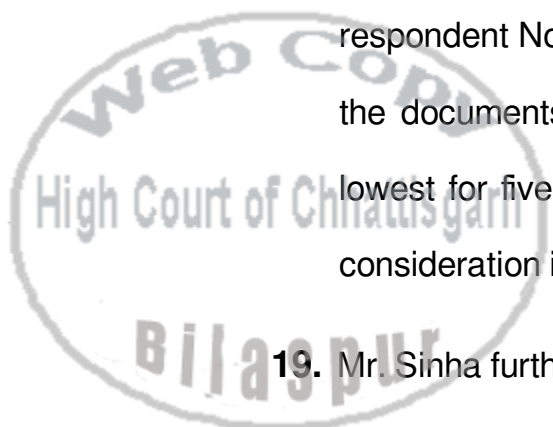 respondent No
the documents
lowest for five
consideration i
19. Mr. Sinha furth
Web Copy
High Court of Chhattisgarh
Bilaspur